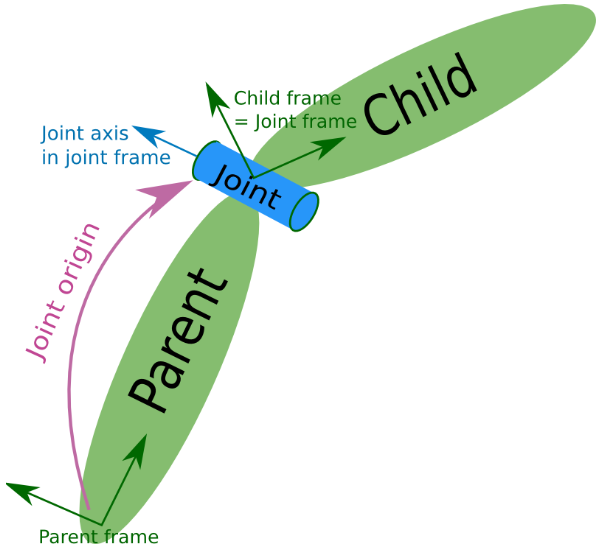 Child
Child frame
= Joint frame
Joint axis
in joint frame
Joint
Joint origin
Parent
Parent frame